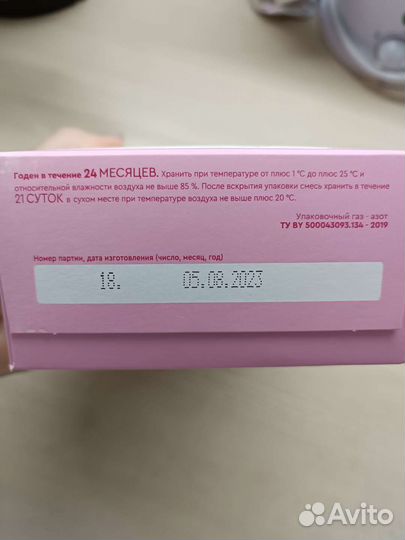 Годен в течение 24 МЕСЯЦЕВ. Хранить при температуре от плюс 1 °С до плюс 25 °С и
относительной влажности воздуха не выше 85 %. После вскрытия упаковки смесь хранить в течение
21 СУТОК в сухом месте при температуре воздуха не выше плюс 20 °С.
Упаковочный газ - азот
ТУ BY 500043093.134 - 2019
Номер партии, дата изготовления (число, месяц, год)
18. 05.08.2023
Avito